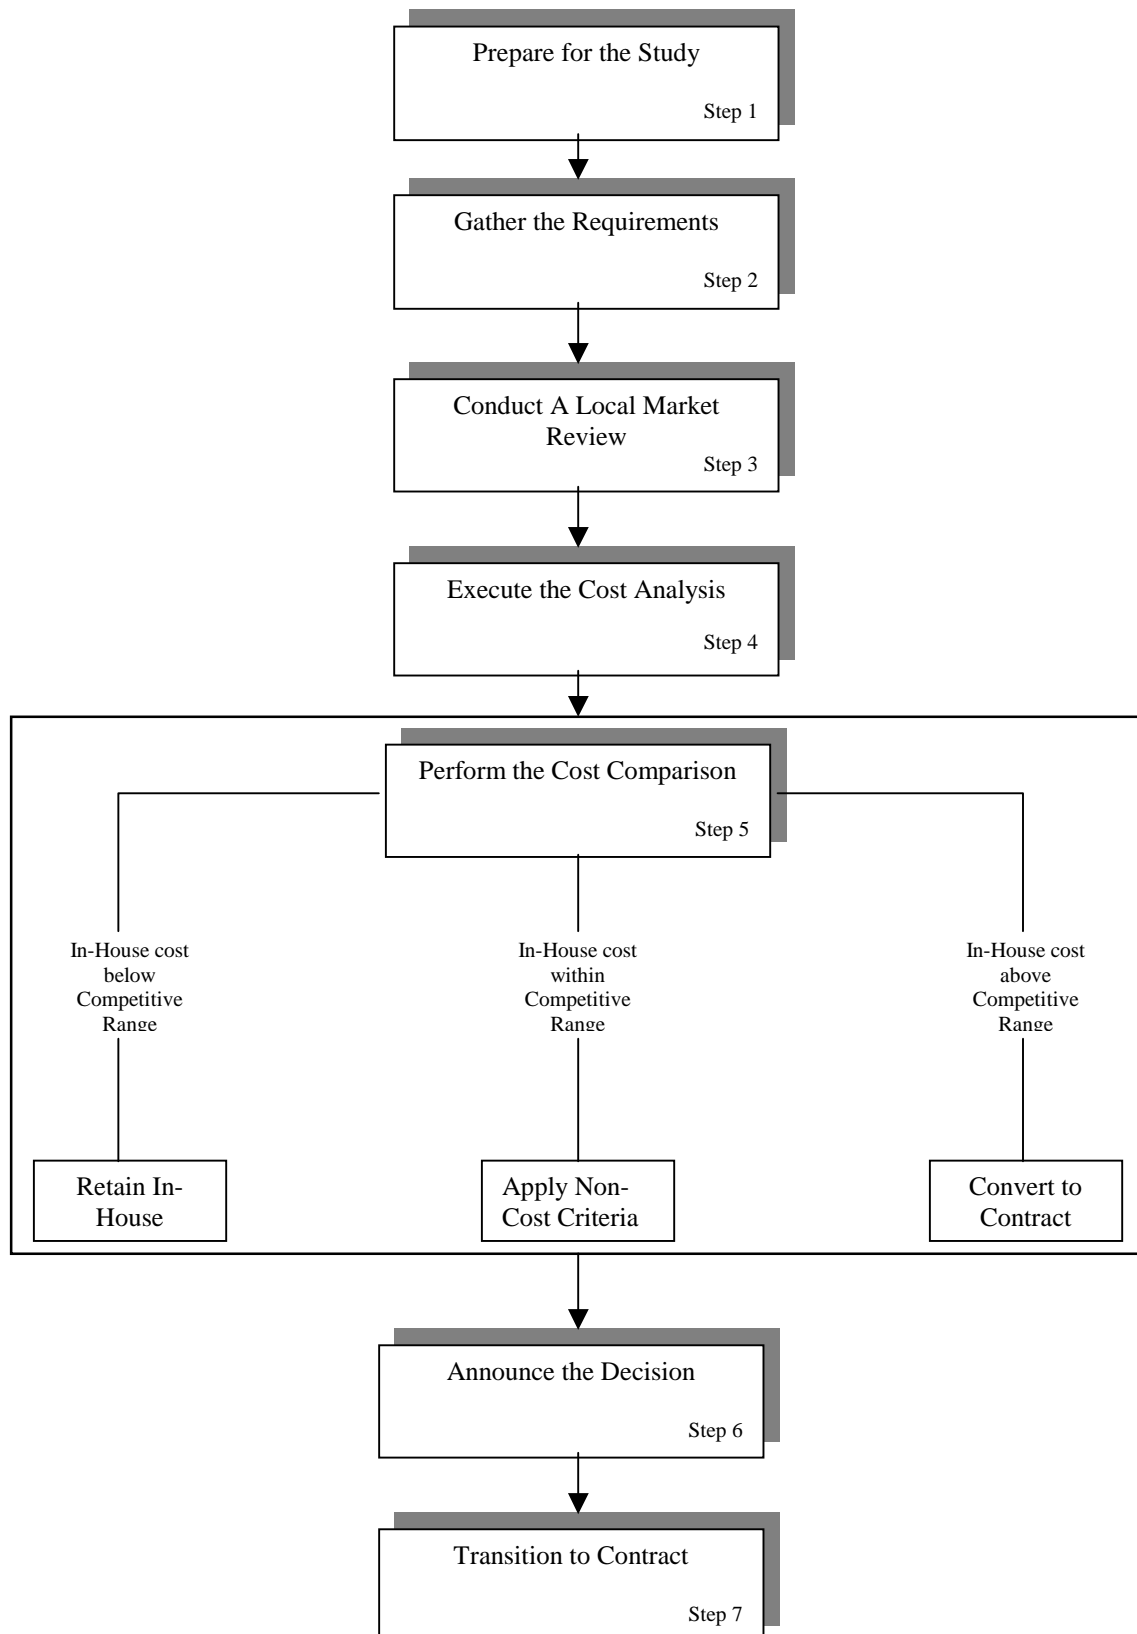 Prepare for the Study
Step 1
Gather the Requirements
Step 2
Conduct A Local Market
Review
Step 3
Execute the Cost Analysis
Step 4
Perform the Cost Comparison
Step 5
In-House cost
below
Competitive
Range
In-House cost
within
Competitive
Range
In-House cost
above
Competitive
Range
Retain In-
House
Apply Non-
Cost Criteria
Convert to
Contract
Announce the Decision
Step 6
Transition to Contract
Step 7